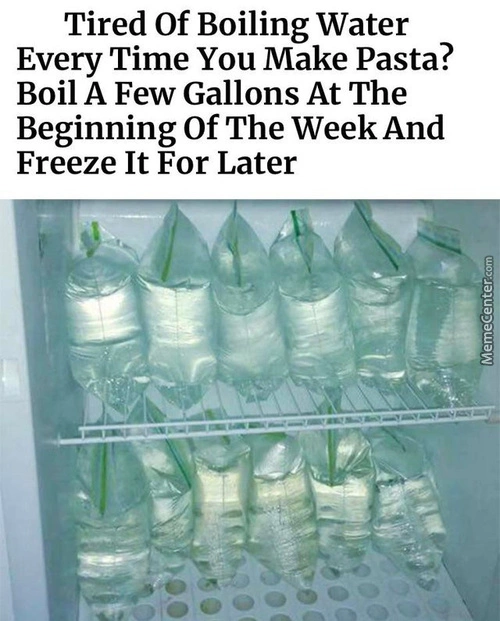 Tired Of Boiling Water
Every Time You Make Pasta?
Boil A Few Gallons At The
Beginning Of The Week And
Freeze It For Later
MemeCenter.com